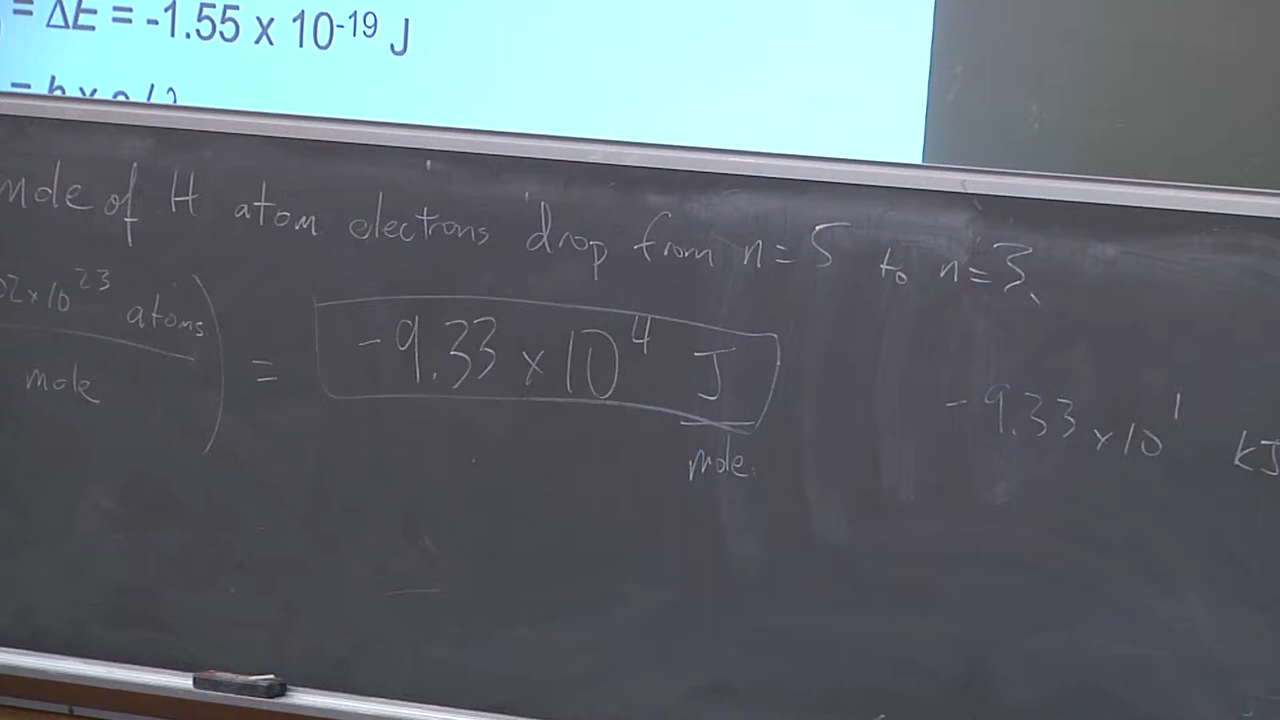 = ΔE = -1.55 x 10-19 J
mole of H atom electrons drop from n=5 to n=3.
02x10^23 atoms
mole
= -9.33 x 10^4 J
mole.
-9.33 x 10^1 kJ